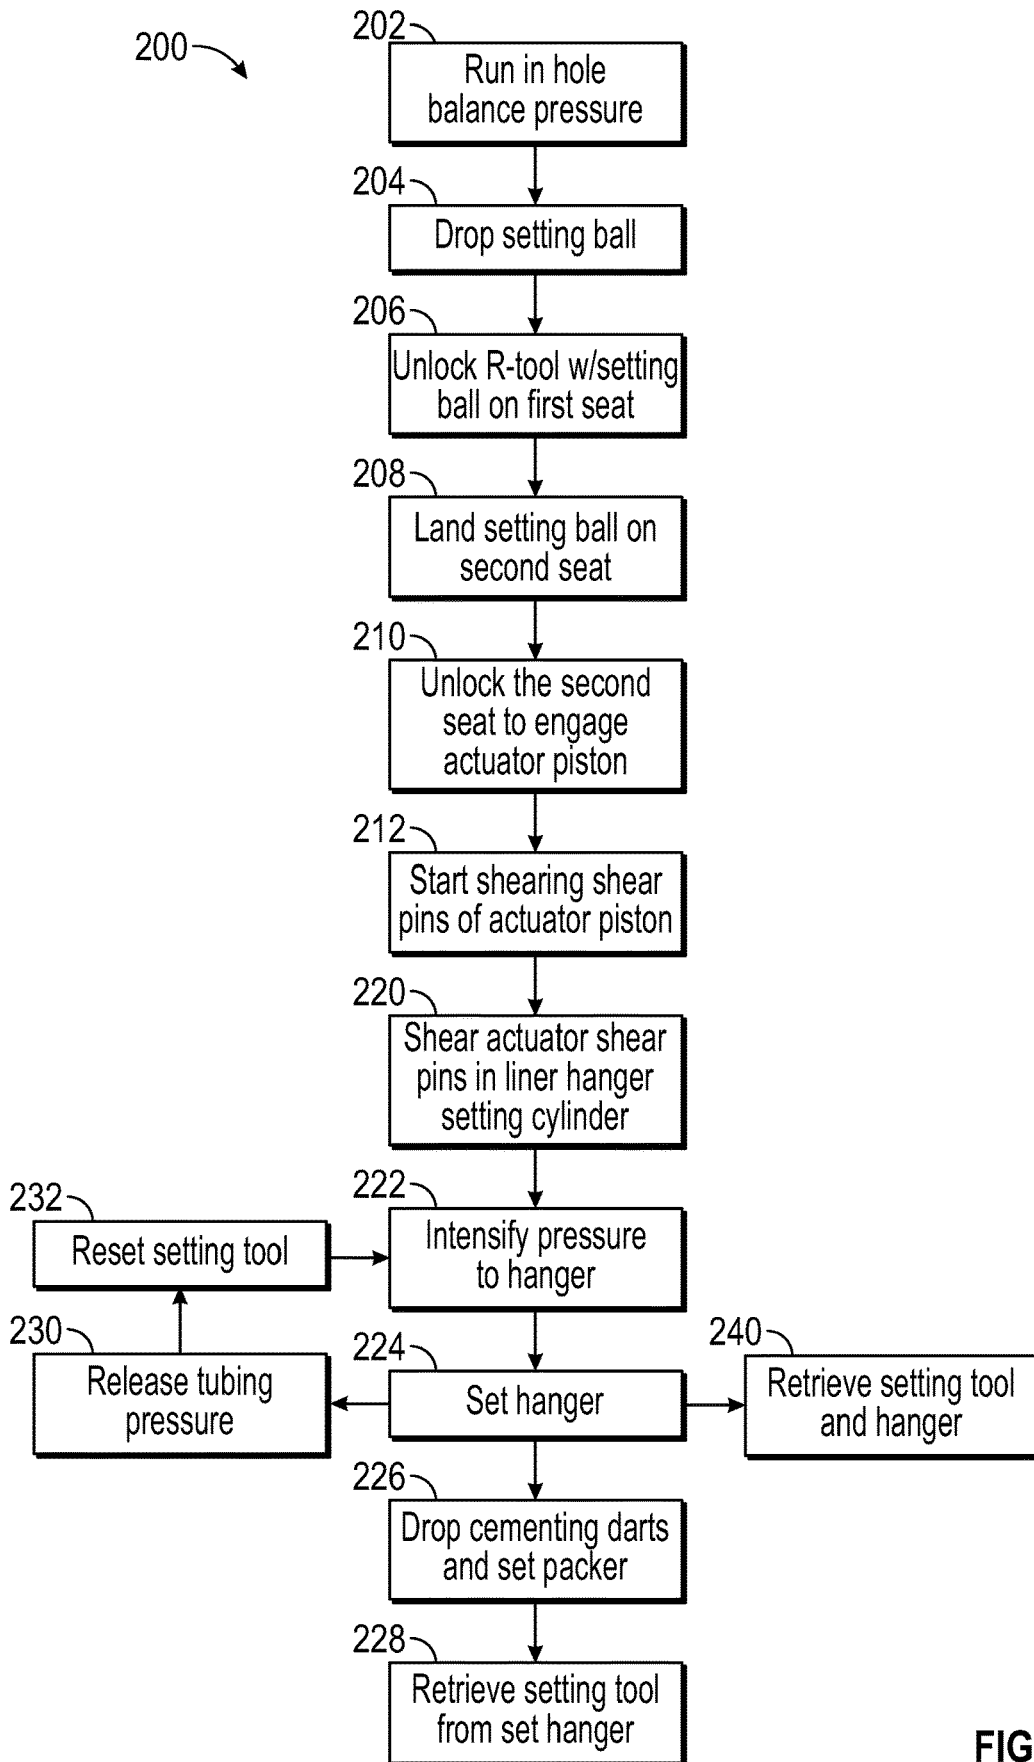 200
202
Run in hole
balance pressure
204
Drop setting ball
206
Unlock R-tool w/setting
ball on first seat
208
Land setting ball on
second seat
210
Unlock the second
seat to engage
actuator piston
212
Start shearing shear
pins of actuator piston
220
Shear actuator shear
pins in liner hanger
setting cylinder
232
Reset setting tool
222
Intensify pressure
to hanger
230
Release tubing
pressure
224
Set hanger
240
Retrieve setting tool
and hanger
226
Drop cementing darts
and set packer
228
Retrieve setting tool
from set hanger
FIG